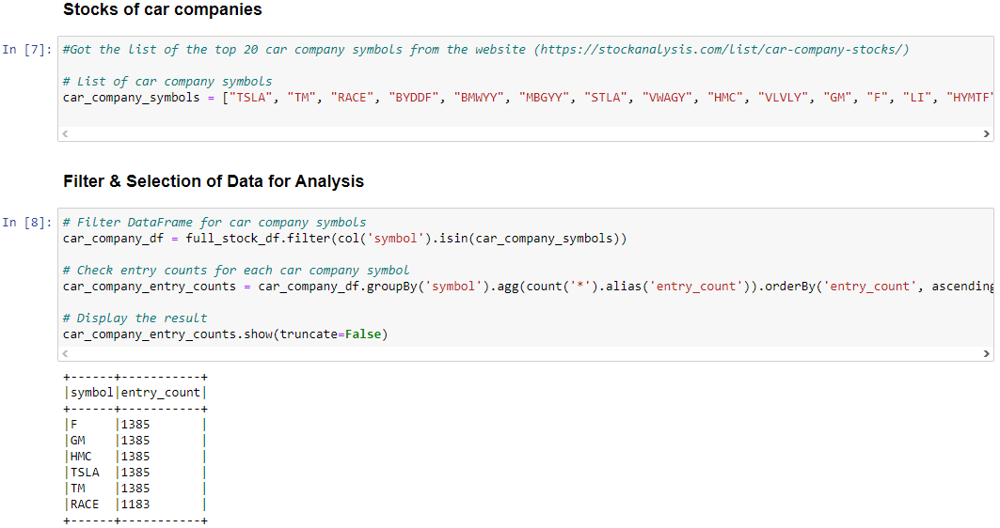 Stocks of car companies
In [7]: #Got the list of the top 20 car company symbols from the website (https://stockanalysis.com/list/car-company-stocks/)
# List of car company symbols
car_company_symbols = ["TSLA", "TM", "RACE", "BYDDF", "BMWYY", "MBGYY", "STLA", "VWAGY", "HMC", "VLVLY", "GM", "F", "LI", "HYMTF"
Filter & Selection of Data for Analysis
In [8]: # Filter DataFrame for car company symbols
car_company_df = full_stock_df.filter(col('symbol').isin(car_company_symbols))
# Check entry counts for each car company symbol
car_company_entry_counts = car_company_df.groupBy('symbol').agg(count('*').alias('entry_count')).orderBy('entry_count', ascending
# Display the result
car_company_entry_counts.show(truncate=False)
+------+-----------+
|symbol|entry_count|
+------+-----------+
|F     |1385       |
|GM    |1385       |
|HMC   |1385       |
|TSLA  |1385       |
|TM    |1385       |
|RACE  |1183       |
+------+-----------+